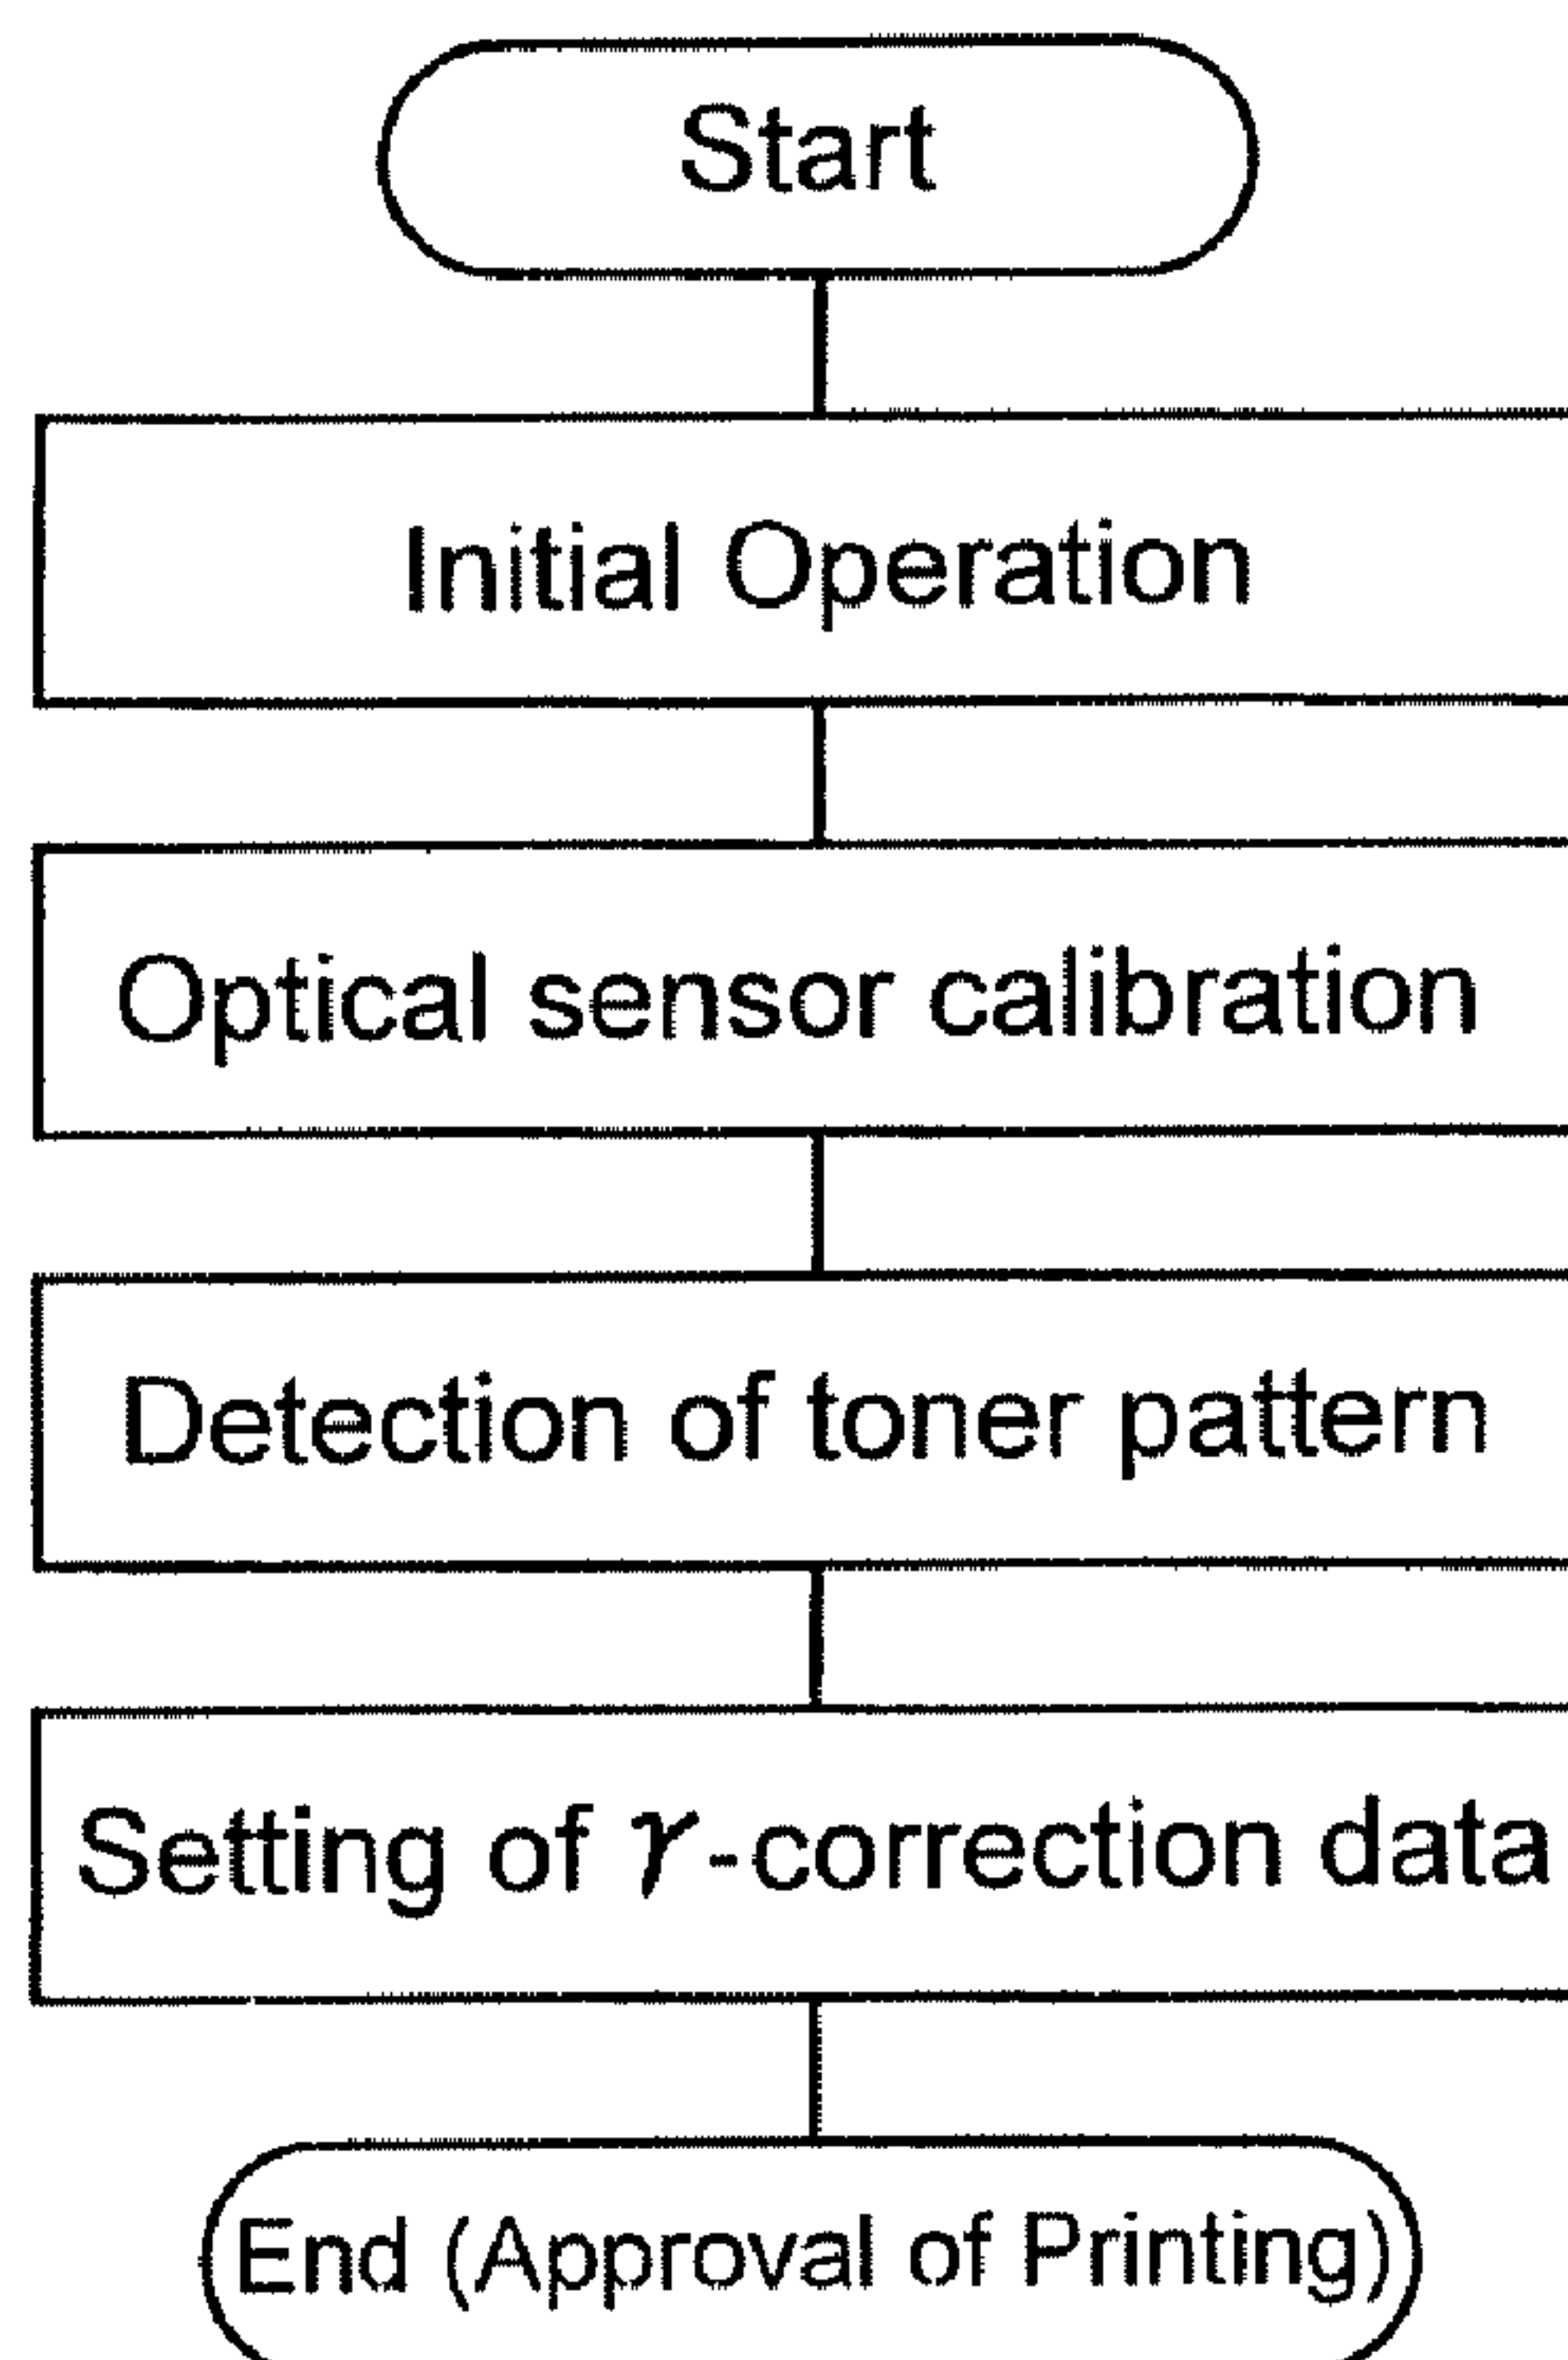 Start
Initial Operation
Optical sensor calibration
Detection of toner pattern
Setting of γ-correction data
End (Approval of Printing)